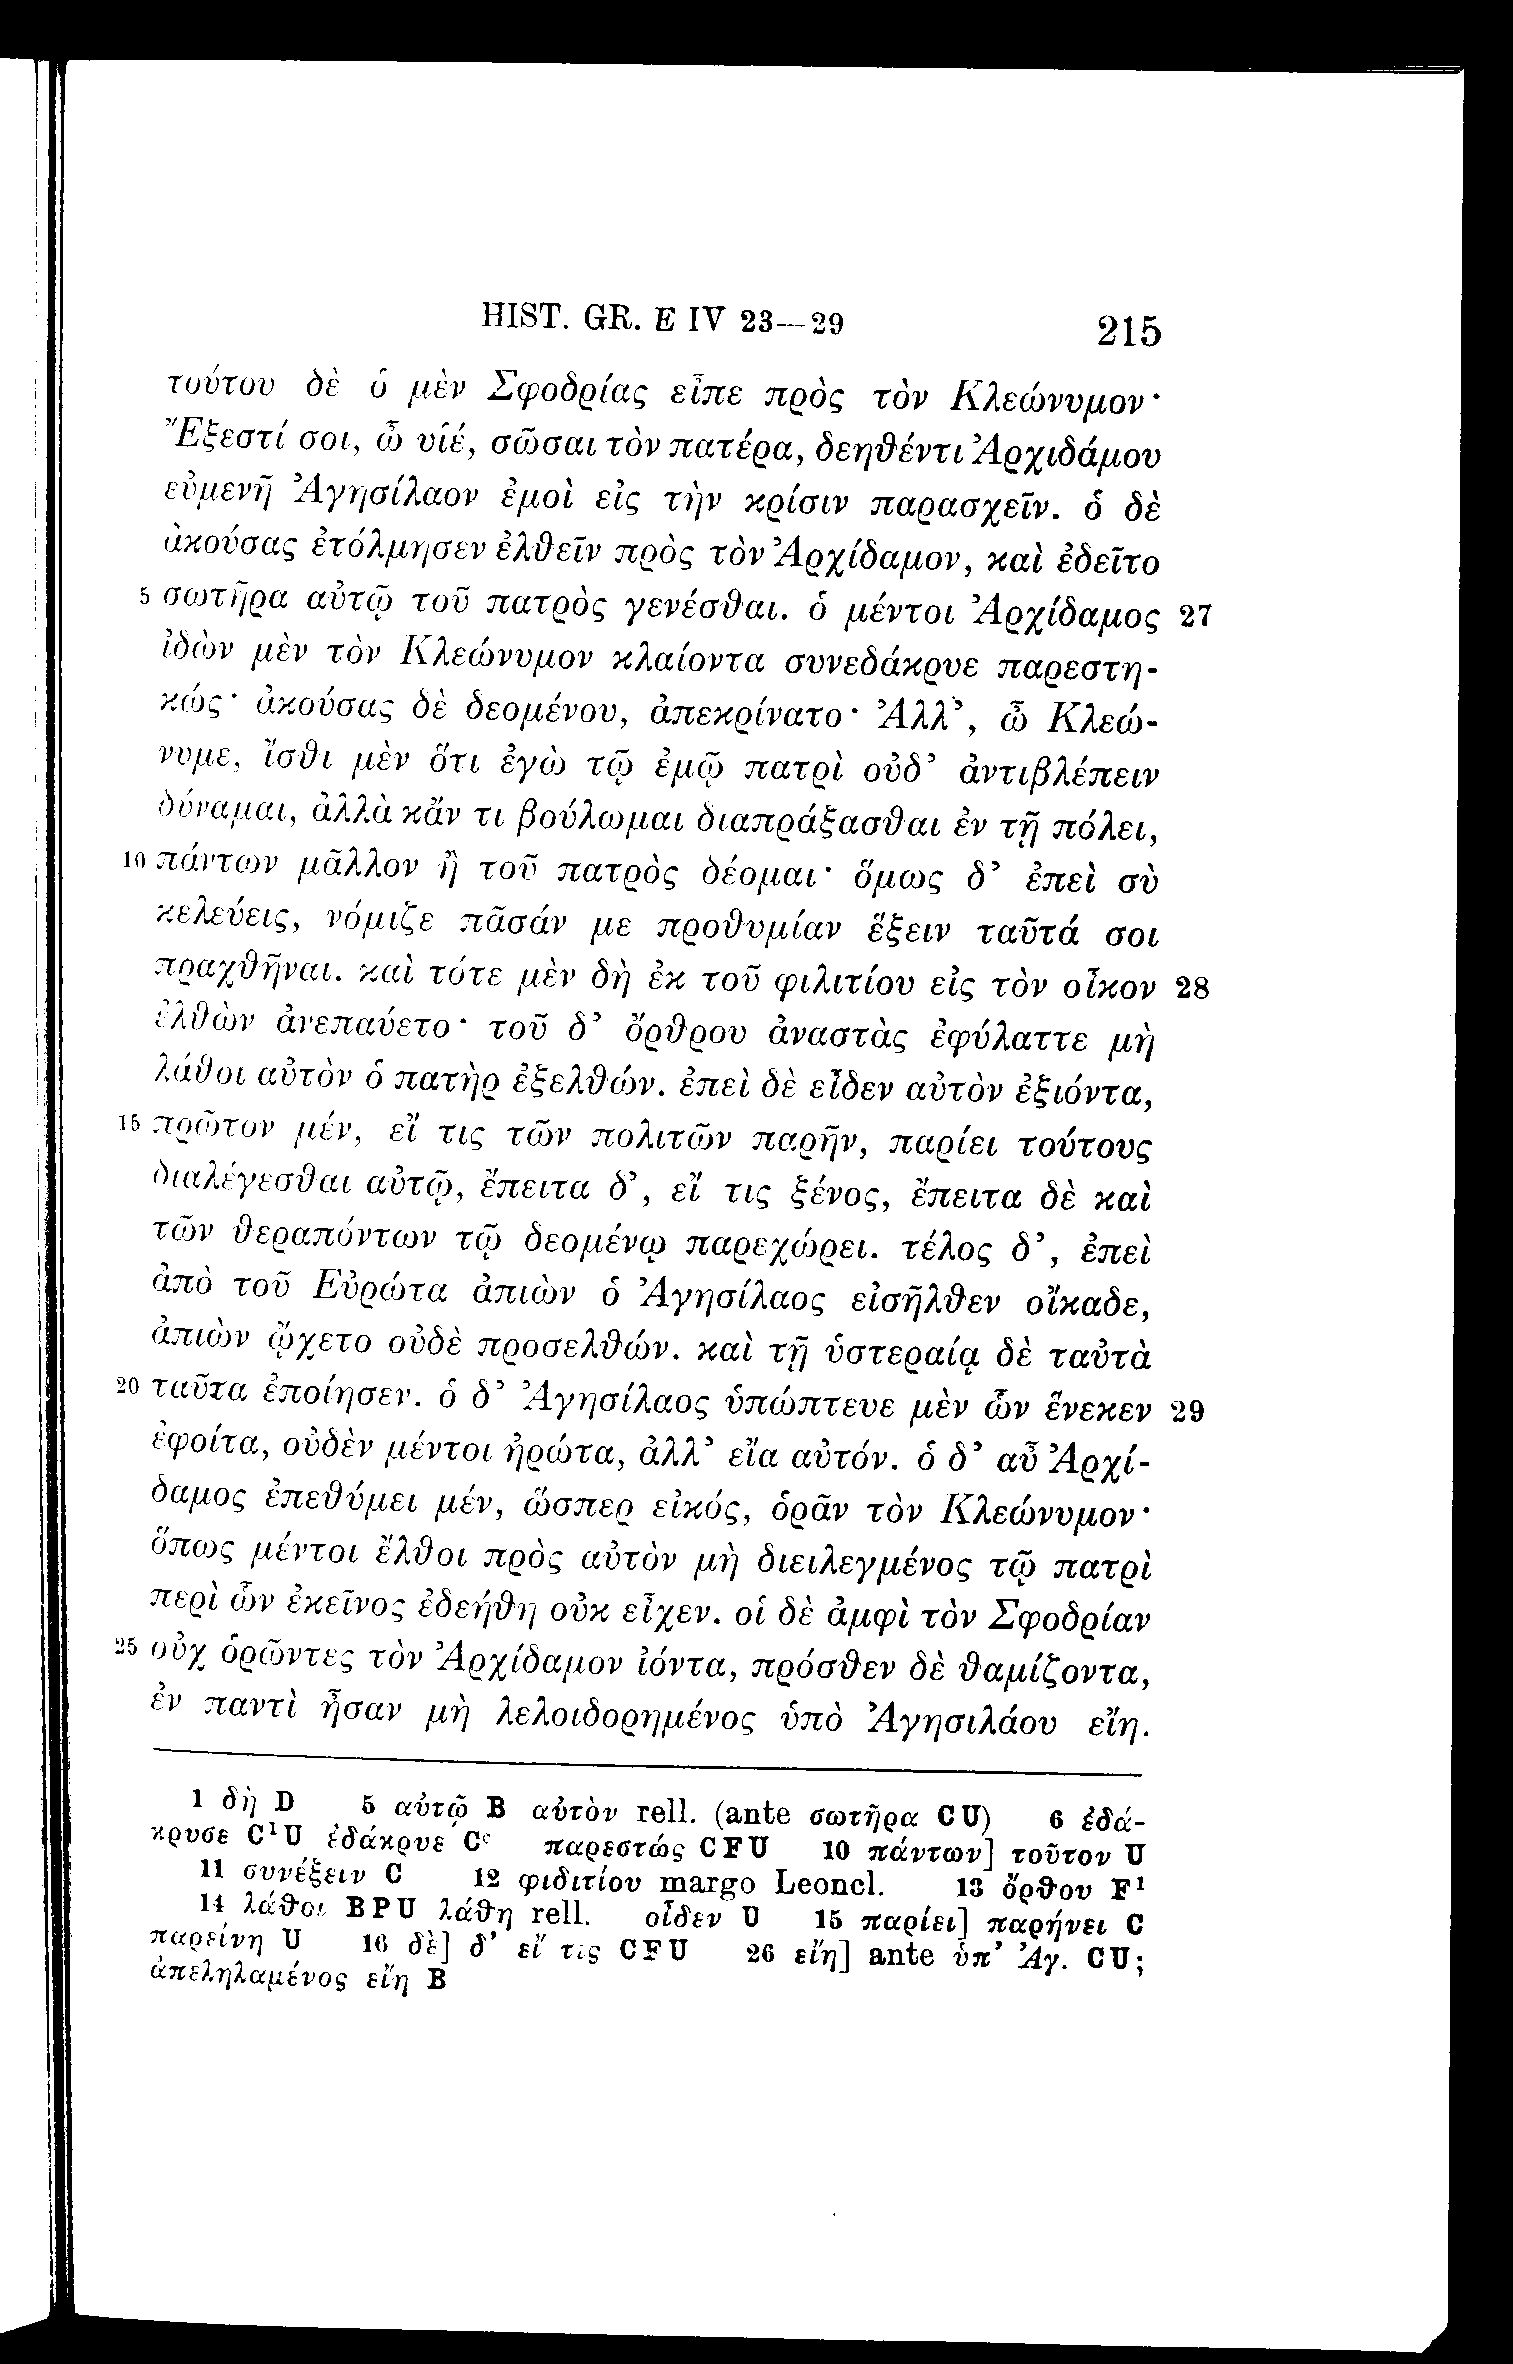 HIST. GR. E IV 23—29 215
τούτου δὲ ὁ μὲν Σφοδρίας εἶπε πρὸς τὸν Κλεώνυμον·
Ἔξεστί σοι, ὦ υἱέ, σῶσαι τὸν πατέρα, δεηθέντι Ἀρχιδάμου
εὐμενῆ Ἀγησίλαον ἐμοὶ εἰς τὴν κρίσιν παρασχεῖν. ὁ δὲ
ἀκούσας ἐτόλμησεν ἐλθεῖν πρὸς τὸν Ἀρχίδαμον, καὶ ἐδεῖτο
5 σωτῆρα αὐτῷ τοῦ πατρὸς γενέσθαι. ὁ μέντοι Ἀρχίδαμος 27
ἰδὼν μὲν τὸν Κλεώνυμον κλαίοντα συνεδάκρυε παρεστη-
κώς· ἀκούσας δὲ δεομένου, ἀπεκρίνατο· Ἀλλ’, ὦ Κλεώ-
νυμε, ἴσθι μὲν ὅτι ἐγὼ τῷ ἐμῷ πατρὶ οὐδ’ ἀντιβλέπειν
δύναμαι, ἀλλὰ κἄν τι βούλωμαι διαπράξασθαι ἐν τῇ πόλει,
10 πάντων μᾶλλον ἢ τοῦ πατρὸς δέομαι· ὅμως δ’ ἐπεὶ σὺ
κελεύεις, νόμιζε πᾶσάν με προθυμίαν ἕξειν ταῦτά σοι
πραχθῆναι. καὶ τότε μὲν δὴ ἐκ τοῦ φιλιτίου εἰς τὸν οἶκον 28
ἐλθὼν ἀνεπαύετο· τοῦ δ’ ὄρθρου ἀναστὰς ἐφύλαττε μὴ
λάθοι αὐτὸν ὁ πατὴρ ἐξελθών. ἐπεὶ δὲ εἶδεν αὐτὸν ἐξιόντα,
15 πρῶτον μέν, εἴ τις τῶν πολιτῶν παρῆν, παρίει τούτους
διαλέγεσθαι αὐτῷ, ἔπειτα δ’, εἴ τις ξένος, ἔπειτα δὲ καὶ
τῶν θεραπόντων τῷ δεομένῳ παρεχώρει. τέλος δ’, ἐπεὶ
ἀπὸ τοῦ Εὐρώτα ἀπιὼν ὁ Ἀγησίλαος εἰσῆλθεν οἴκαδε,
ἀπιὼν ᾤχετο οὐδὲ προσελθών. καὶ τῇ ὑστεραίᾳ δὲ ταὐτὰ
20 ταῦτα ἐποίησεν. ὁ δ’ Ἀγησίλαος ὑπώπτευε μὲν ὧν ἕνεκεν 29
ἐφοίτα, οὐδὲν μέντοι ἠρώτα, ἀλλ’ εἴα αὐτόν. ὁ δ’ αὖ Ἀρχί-
δαμος ἐπεθύμει μέν, ὥσπερ εἰκός, ὁρᾶν τὸν Κλεώνυμον·
ὅπως μέντοι ἔλθοι πρὸς αὐτὸν μὴ διειλεγμένος τῷ πατρὶ
περὶ ὧν ἐκεῖνος ἐδεήθη οὐκ εἶχεν. οἱ δὲ ἀμφὶ τὸν Σφοδρίαν
25 οὐχ ὁρῶντες τὸν Ἀρχίδαμον ἰόντα, πρόσθεν δὲ θαμίζοντα,
ἐν παντὶ ἦσαν μὴ λελοιδορημένος ὑπὸ Ἀγησιλάου εἴη.
1 δὴ D 5 αὐτῷ B αὐτὸν rell. (ante σωτῆρα CU) 6 ἐδά-
κρυσε C¹U ἐδάκρυε Cᶜ παρεστώς CFU 10 πάντων] τοῦτον U
11 συνέξειν C 12 φιδιτίου margo Leoncl. 13 ὄρθου F¹
14 λάθοι BPU λάθῃ rell. οἶδεν U 15 παρίει] παρήνει C
παρείνη U 16 δὲ] δ’ εἴ τις CFU 26 εἴη] ante ὑπ’ Ἀγ. CU;
ἀπεληλαμένος εἴη B